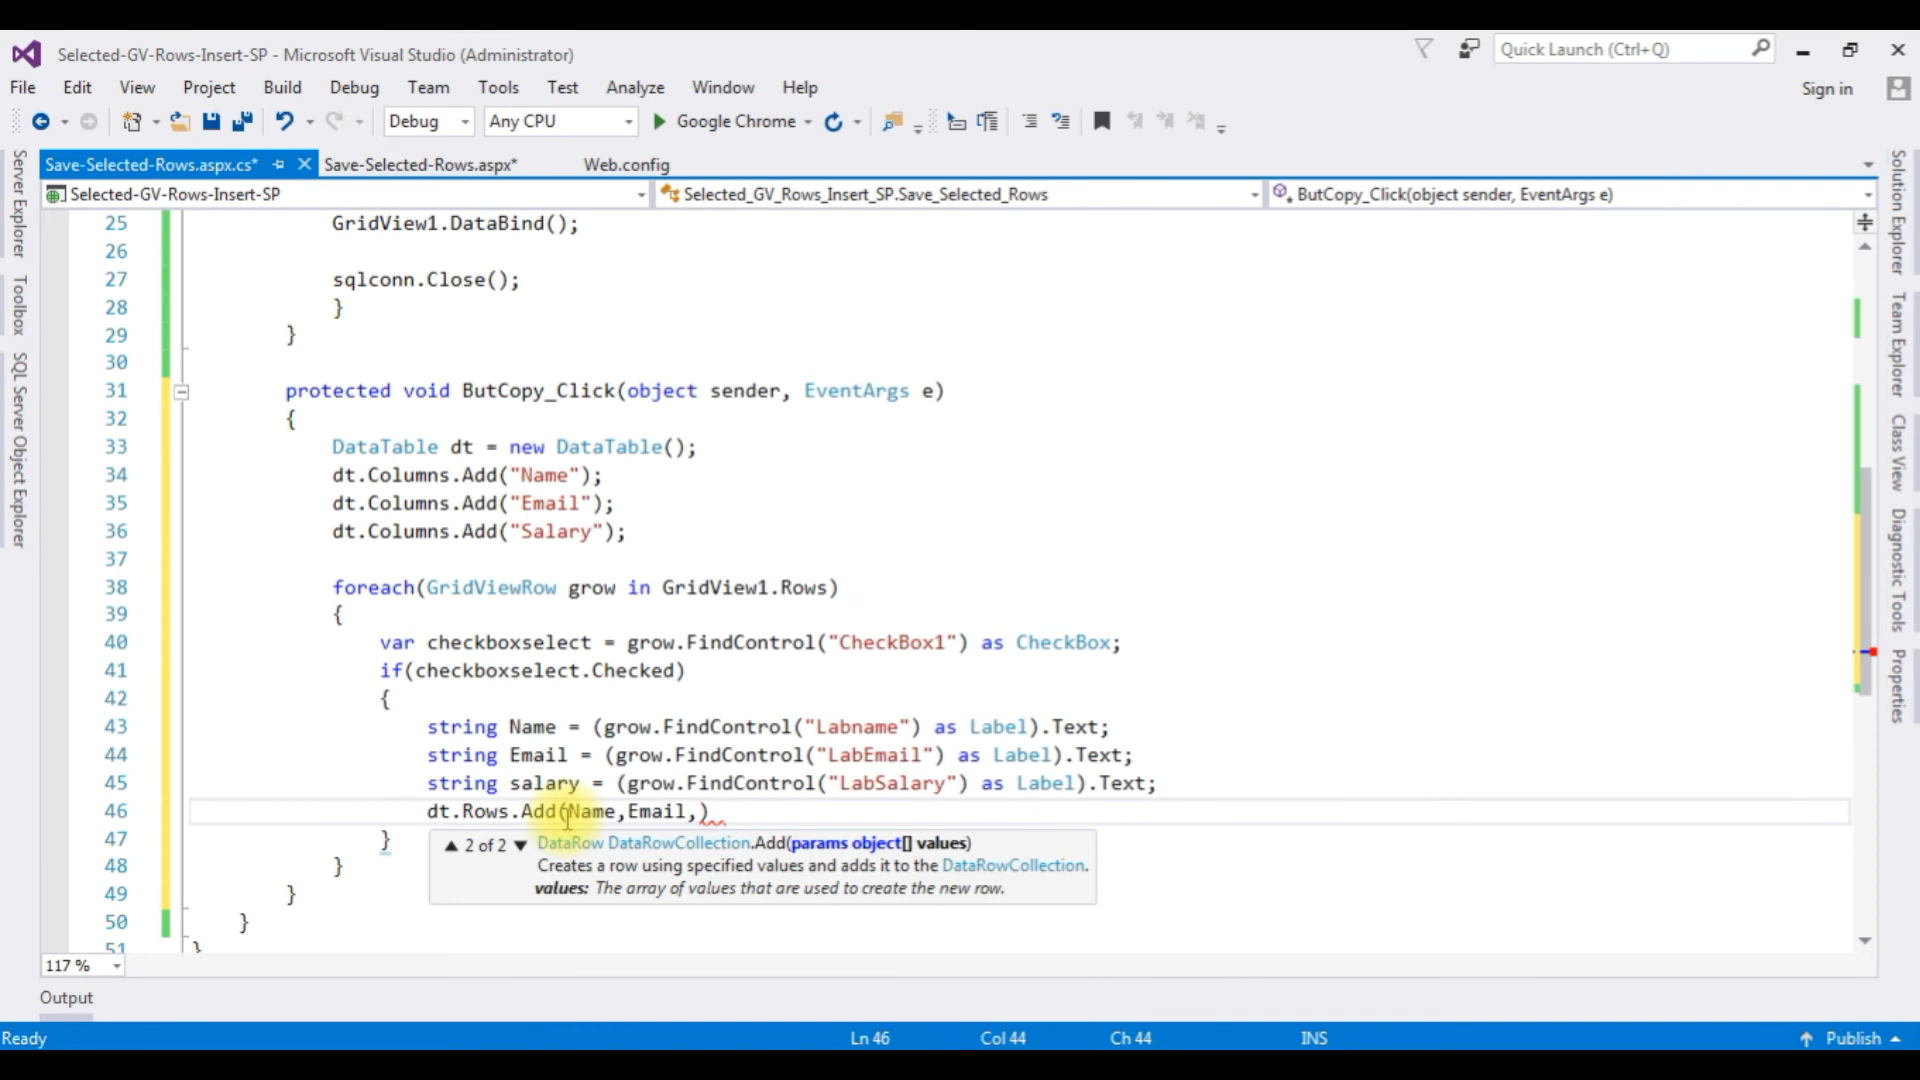 Selected-GV-Rows-Insert-SP - Microsoft Visual Studio (Administrator)
Quick Launch (Ctrl+Q)
File Edit View Project Build Debug Team Tools Test Analyze Window Help
Sign in
Debug Any CPU Google Chrome
Save-Selected-Rows.aspx.cs* Save-Selected-Rows.aspx* Web.config
Selected-GV-Rows-Insert-SP Selected_GV_Rows_Insert_SP.Save_Selected_Rows ButCopy_Click(object sender, EventArgs e)
Server Explorer
Toolbox
SQL Server Object Explorer
25 GridView1.DataBind();
26
27 sqlconn.Close();
28 }
29 }
30
31 protected void ButCopy_Click(object sender, EventArgs e)
32 {
33 DataTable dt = new DataTable();
34 dt.Columns.Add("Name");
35 dt.Columns.Add("Email");
36 dt.Columns.Add("Salary");
37
38 foreach(GridViewRow grow in GridView1.Rows)
39 {
40 var checkboxselect = grow.FindControl("CheckBox1") as CheckBox;
41 if(checkboxselect.Checked)
42 {
43 string Name = (grow.FindControl("Labname") as Label).Text;
44 string Email = (grow.FindControl("LabEmail") as Label).Text;
45 string salary = (grow.FindControl("LabSalary") as Label).Text;
46 dt.Rows.Add(Name,Email,)
47 }
▲ 2 of 2 ▼ DataRow DataRowCollection.Add(params object[] values)
Creates a row using specified values and adds it to the DataRowCollection.
values: The array of values that are used to create the new row.
48 }
49 }
50 }
51 }
Solution Explorer
Team Explorer
Class View
Diagnostic Tools
Properties
117 %
Output
Ready Ln 46 Col 44 Ch 44 INS Publish